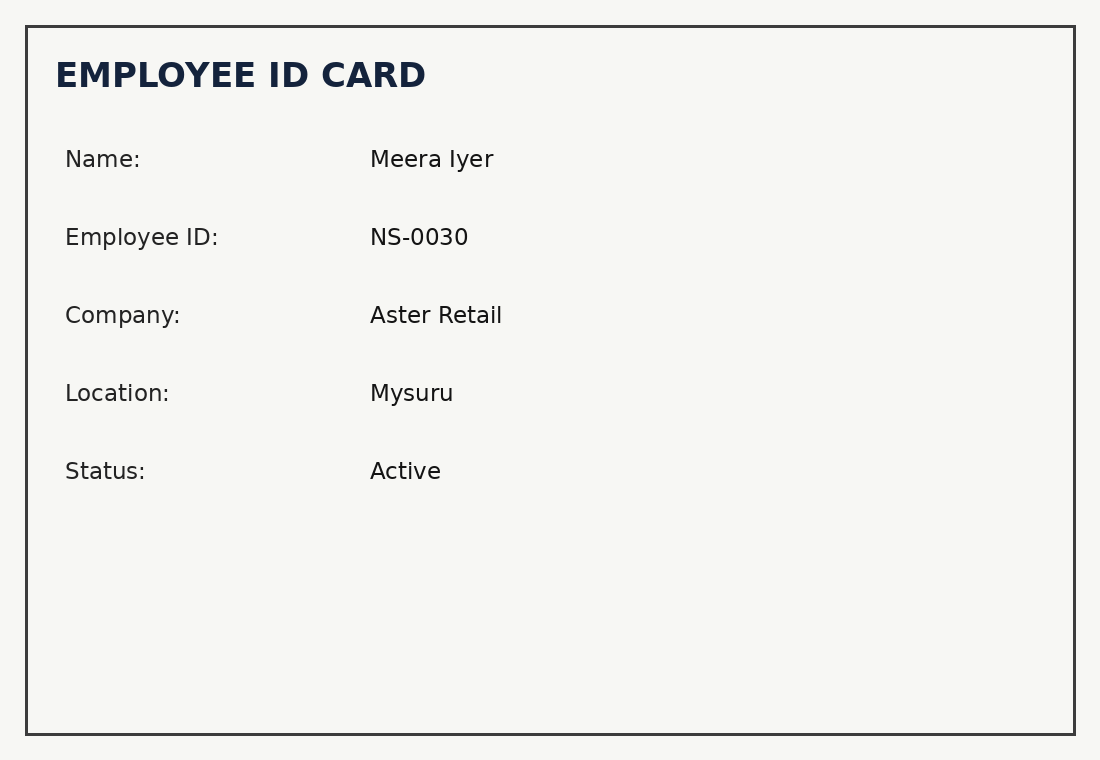 EMPLOYEE ID CARD
Name: Meera Iyer
Employee ID: NS-0030
Company: Aster Retail
Location: Mysuru
Status: Active